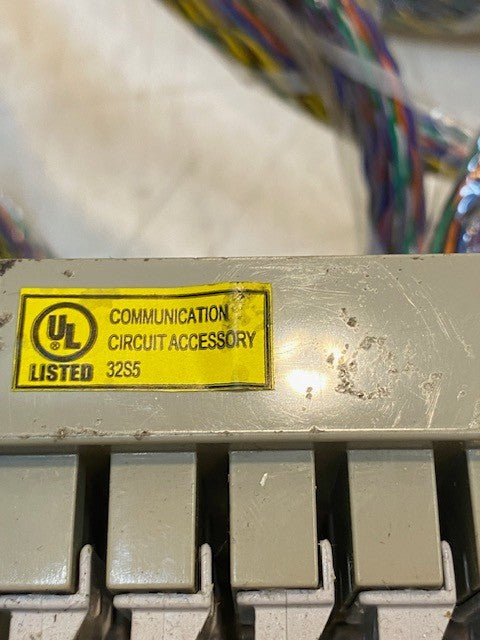 UL
®
LISTED
COMMUNICATION
CIRCUIT ACCESSORY
32S5